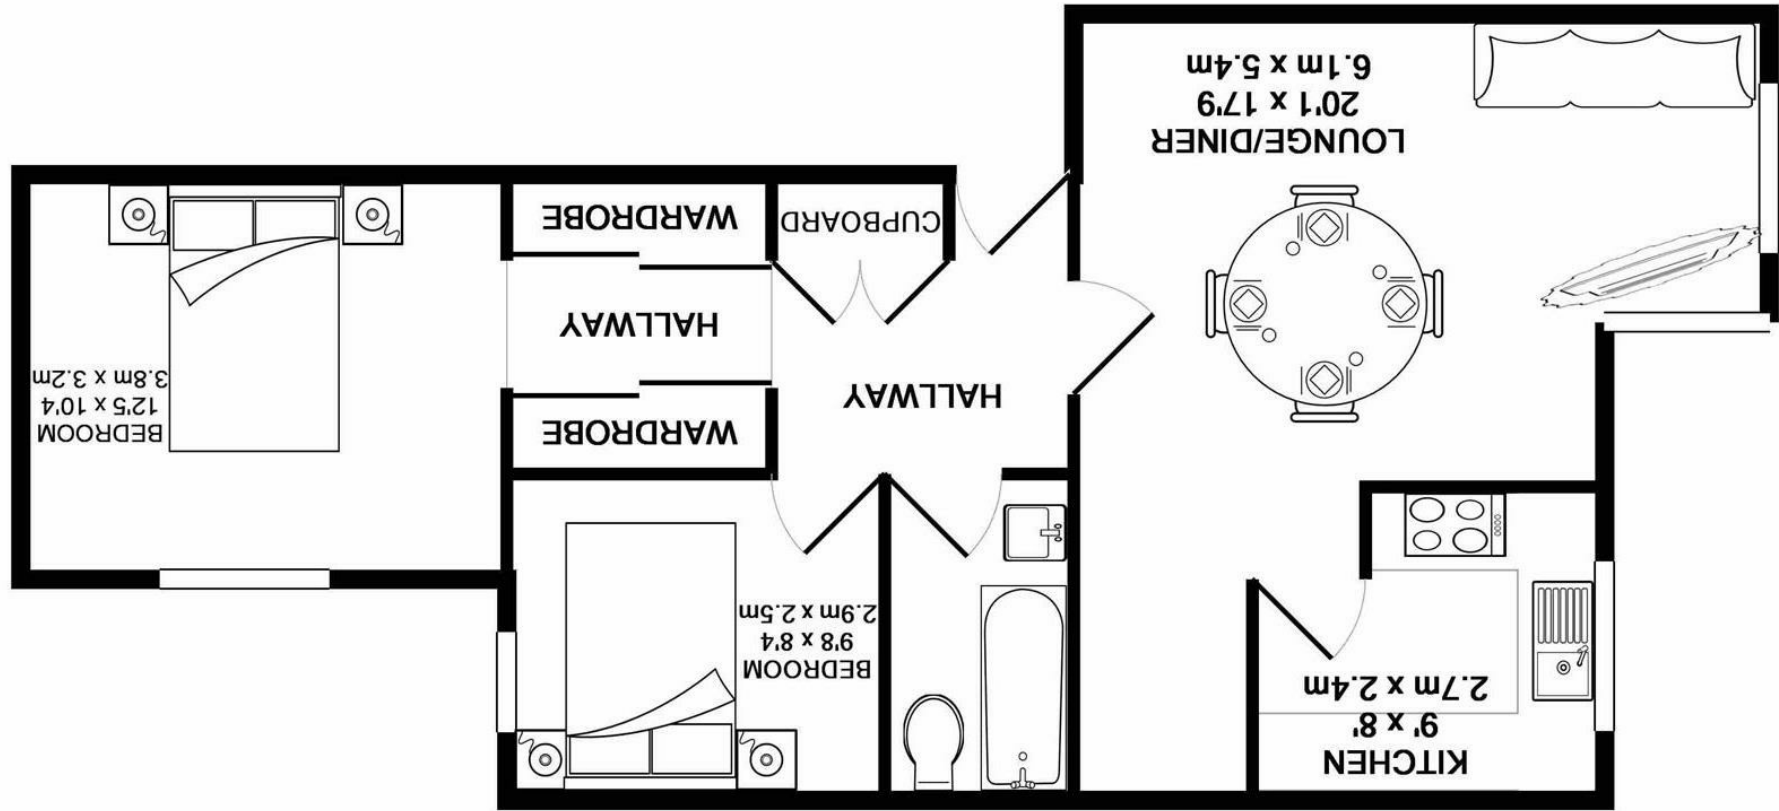 KITCHEN
9' x 8'
2.7m x 2.4m
BEDROOM
9'8 x 8'4
2.9m x 2.5m
WARDROBE
BEDROOM
12'5 x 10'4
3.8m x 3.2m
HALLWAY
HALLWAY
WARDROBE
CUPBOARD
LOUNGE/DINER
20'1 x 17'9
6.1m x 5.4m